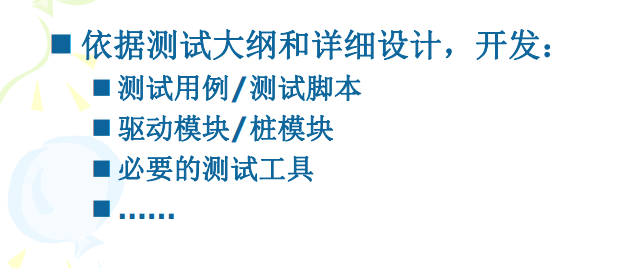 依据测试大纲和详细设计，开发：
测试用例/测试脚本
驱动模块/桩模块
必要的测试工具
……